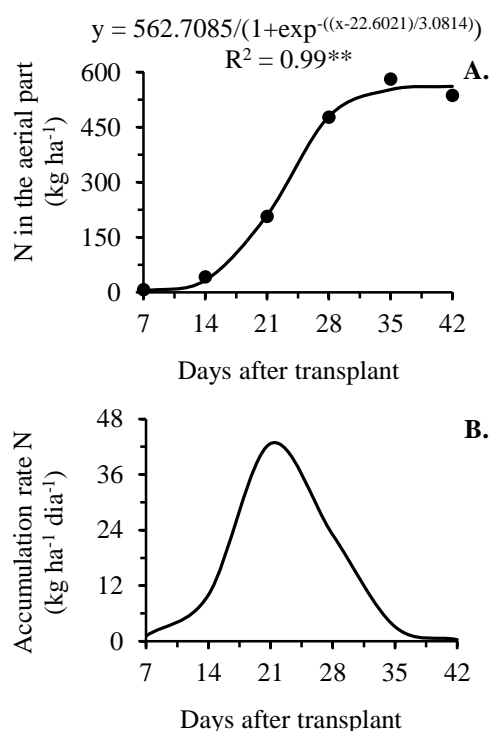 y = 562.7085/(1+exp-((x-22.6021)/3.0814))
R² = 0.99**
A.
N in the aerial part
(kg ha⁻¹)
600
450
300
150
0
7 14 21 28 35 42
Days after transplant
B.
Accumulation rate N
(kg ha⁻¹ dia⁻¹)
48
36
24
12
0
7 14 21 28 35 42
Days after transplant